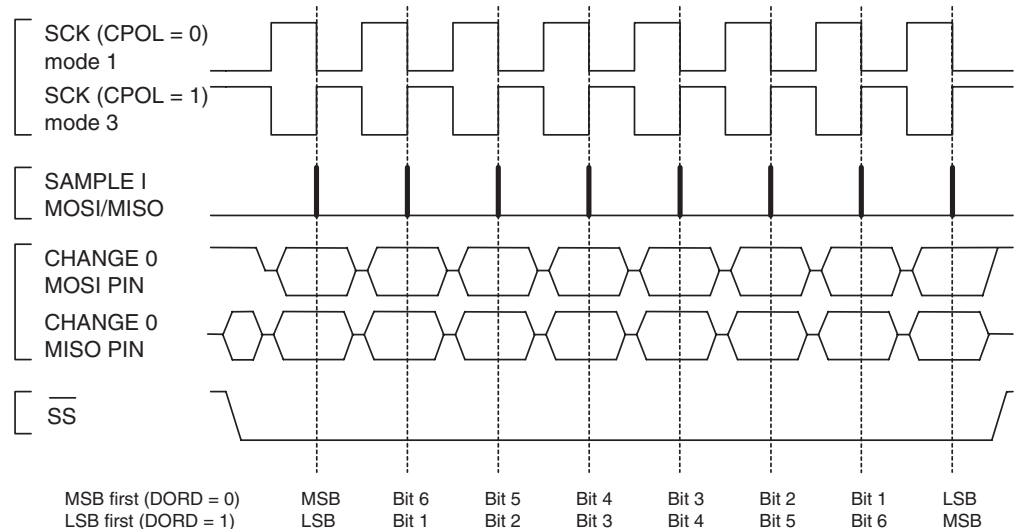 SCK (CPOL = 0)
mode 1
SCK (CPOL = 1)
mode 3
SAMPLE I
MOSI/MISO
CHANGE 0
MOSI PIN
CHANGE 0
MISO PIN
SS
MSB first (DORD = 0) MSB Bit 6 Bit 5 Bit 4 Bit 3 Bit 2 Bit 1 LSB
LSB first (DORD = 1) LSB Bit 1 Bit 2 Bit 3 Bit 4 Bit 5 Bit 6 MSB